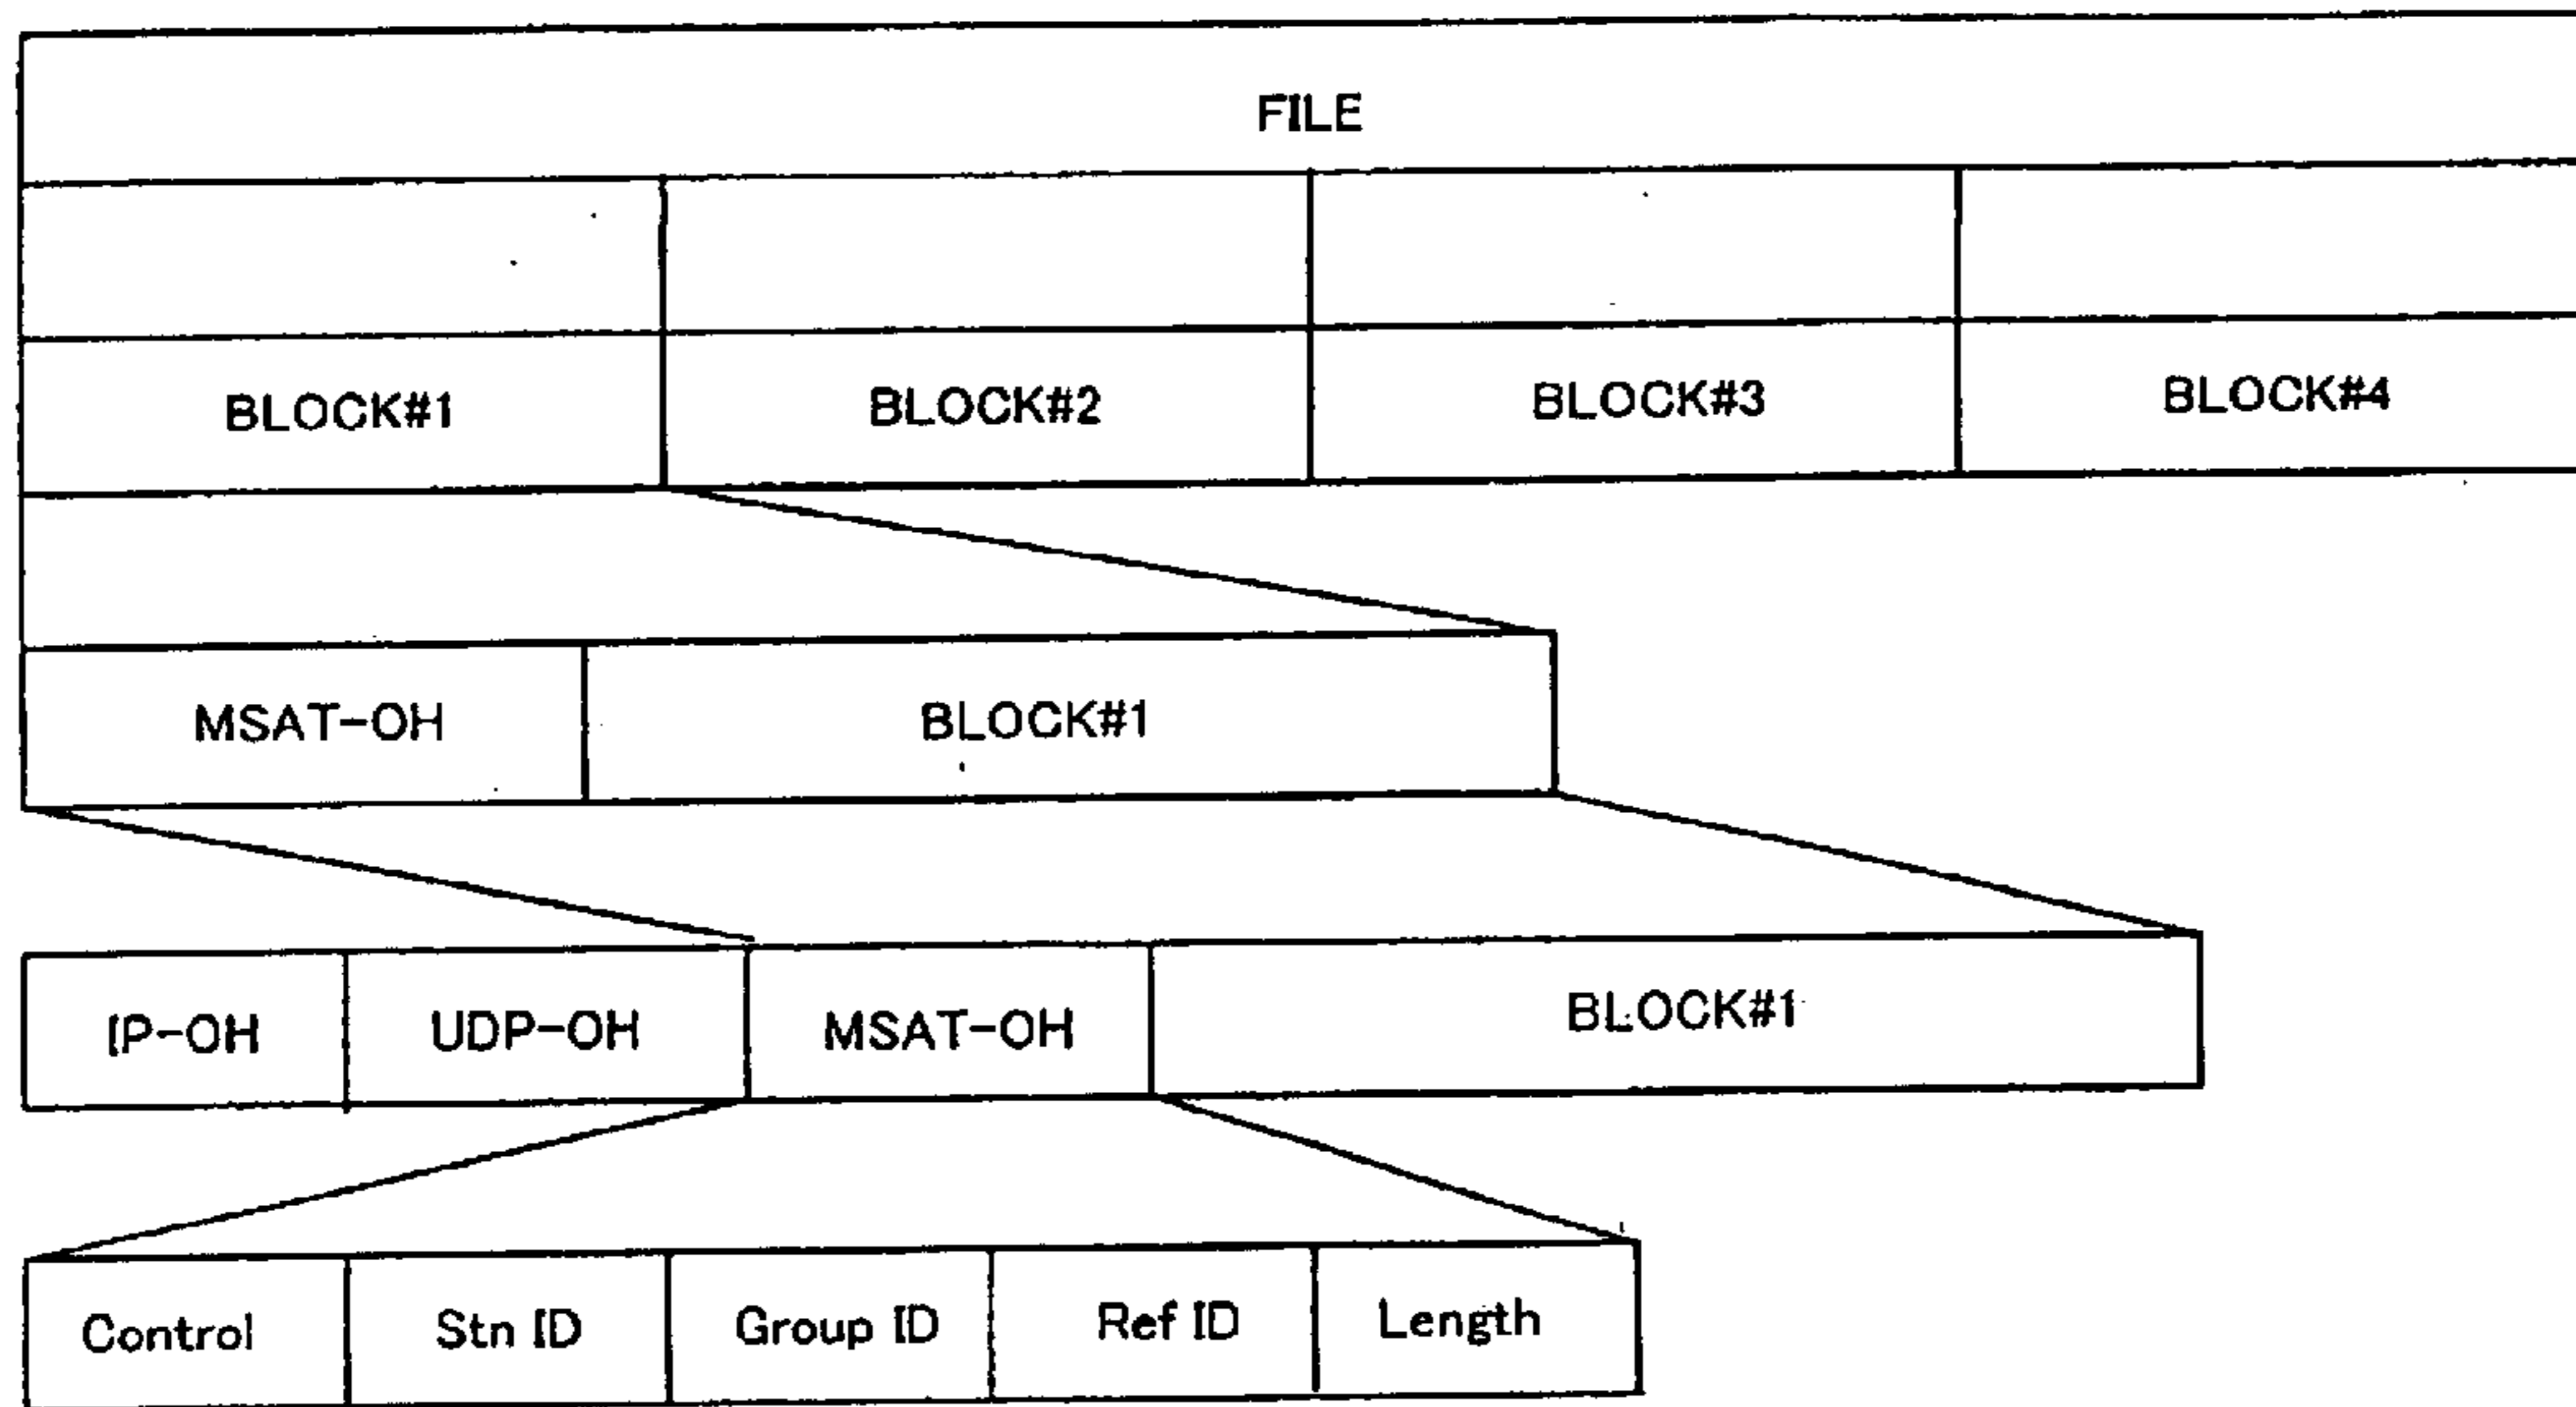 FILE
BLOCK#1 BLOCK#2 BLOCK#3 BLOCK#4
MSAT-OH BLOCK#1
IP-OH UDP-OH MSAT-OH BLOCK#1
Control Stn ID Group ID Ref ID Length